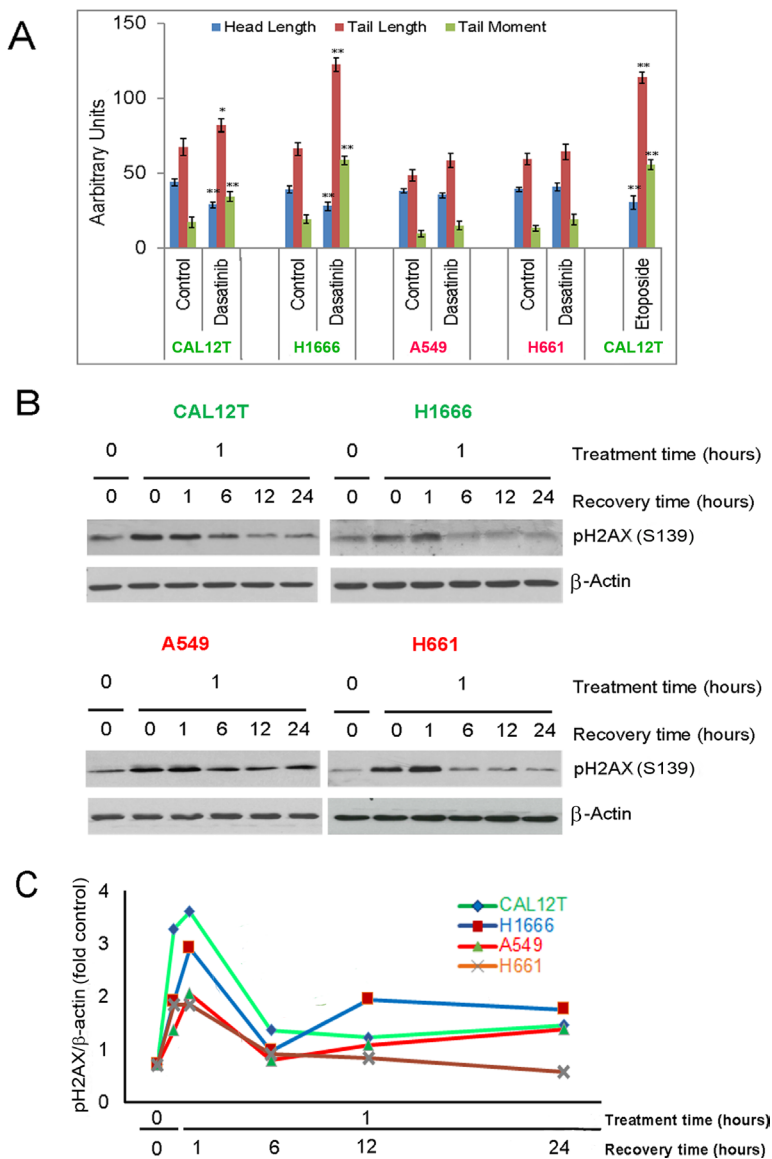 A
Head Length Tail Length Tail Moment
Aarbitrary Units
150
100
50
0
* ** ** ** ** ** ** ** **
Control Dasatinib Control Dasatinib Control Dasatinib Control Dasatinib Etoposide
CAL12T H1666 A549 H661 CAL12T
B
CAL12T H1666
0 1 0 1 Treatment time (hours)
0 0 1 6 12 24 0 0 1 6 12 24 Recovery time (hours)
pH2AX (S139)
β-Actin
A549 H661
0 1 0 1 Treatment time (hours)
0 0 1 6 12 24 0 0 1 6 12 24 Recovery time (hours)
pH2AX (S139)
β-Actin
C
pH2AX/β-actin (fold control)
4
3
2
1
0
CAL12T
H1666
A549
H661
0 1 Treatment time (hours)
0 1 6 12 24 Recovery time (hours)